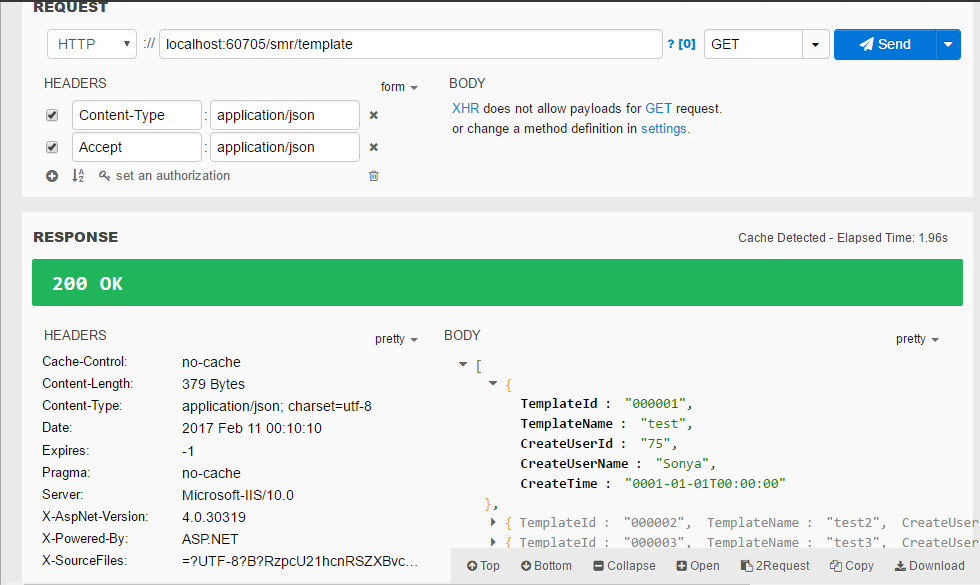 REQUEST
HTTP :// localhost:60705/smr/template ? [0] GET Send
HEADERS form
Content-Type : application/json
Accept : application/json
set an authorization
BODY
XHR does not allow payloads for GET request.
or change a method definition in settings.
RESPONSE
Cache Detected - Elapsed Time: 1.96s
200 OK
HEADERS pretty
Cache-Control: no-cache
Content-Length: 379 Bytes
Content-Type: application/json; charset=utf-8
Date: 2017 Feb 11 00:10:10
Expires: -1
Pragma: no-cache
Server: Microsoft-IIS/10.0
X-AspNet-Version: 4.0.30319
X-Powered-By: ASP.NET
X-SourceFiles: =?UTF-8?B?RzpcU21hcnRSZXBvc...
BODY pretty
[
{
TemplateId : "000001",
TemplateName : "test",
CreateUserId : "75",
CreateUserName : "Sonya",
CreateTime : "0001-01-01T00:00:00"
},
{ TemplateId : "000002", TemplateName : "test2", CreateUser
{ TemplateId : "000003", TemplateName : "test3", CreateUser
Top Bottom Collapse Open 2Request Copy Download